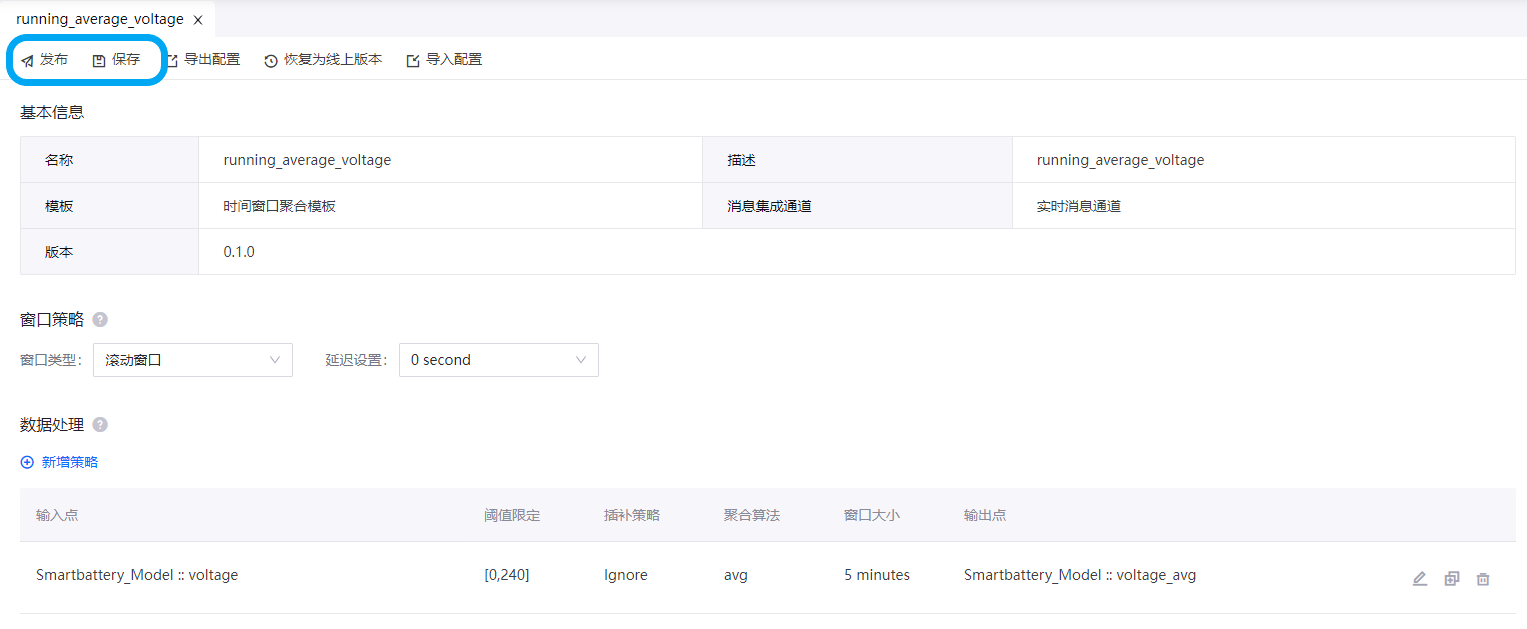 running_average_voltage
发布 保存 导出配置 恢复为线上版本 导入配置
基本信息
名称 running_average_voltage 描述 running_average_voltage
模板 时间窗口聚合模板 消息集成通道 实时消息通道
版本 0.1.0
窗口策略 ?
窗口类型: 滚动窗口 延迟设置: 0 second
数据处理 ?
新增策略
输入点 阈值限定 插补策略 聚合算法 窗口大小 输出点
Smartbattery_Model :: voltage [0,240] Ignore avg 5 minutes Smartbattery_Model :: voltage_avg